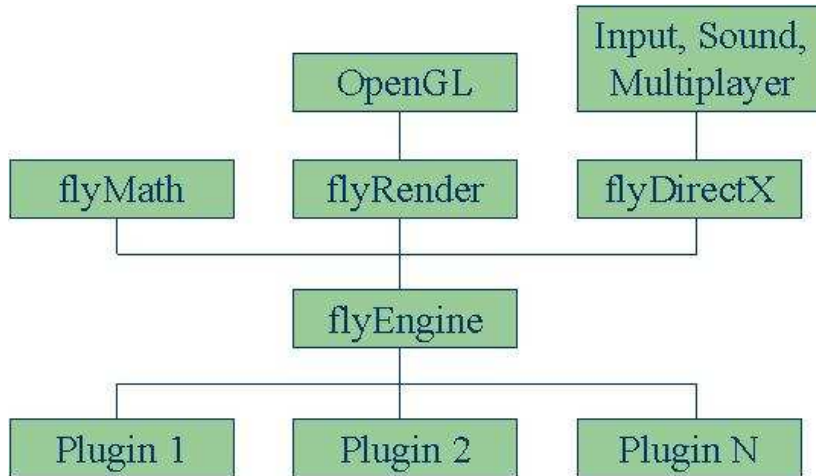 Input, Sound,
Multiplayer
OpenGL
flyMath
flyRender
flyDirectX
flyEngine
Plugin 1
Plugin 2
Plugin N